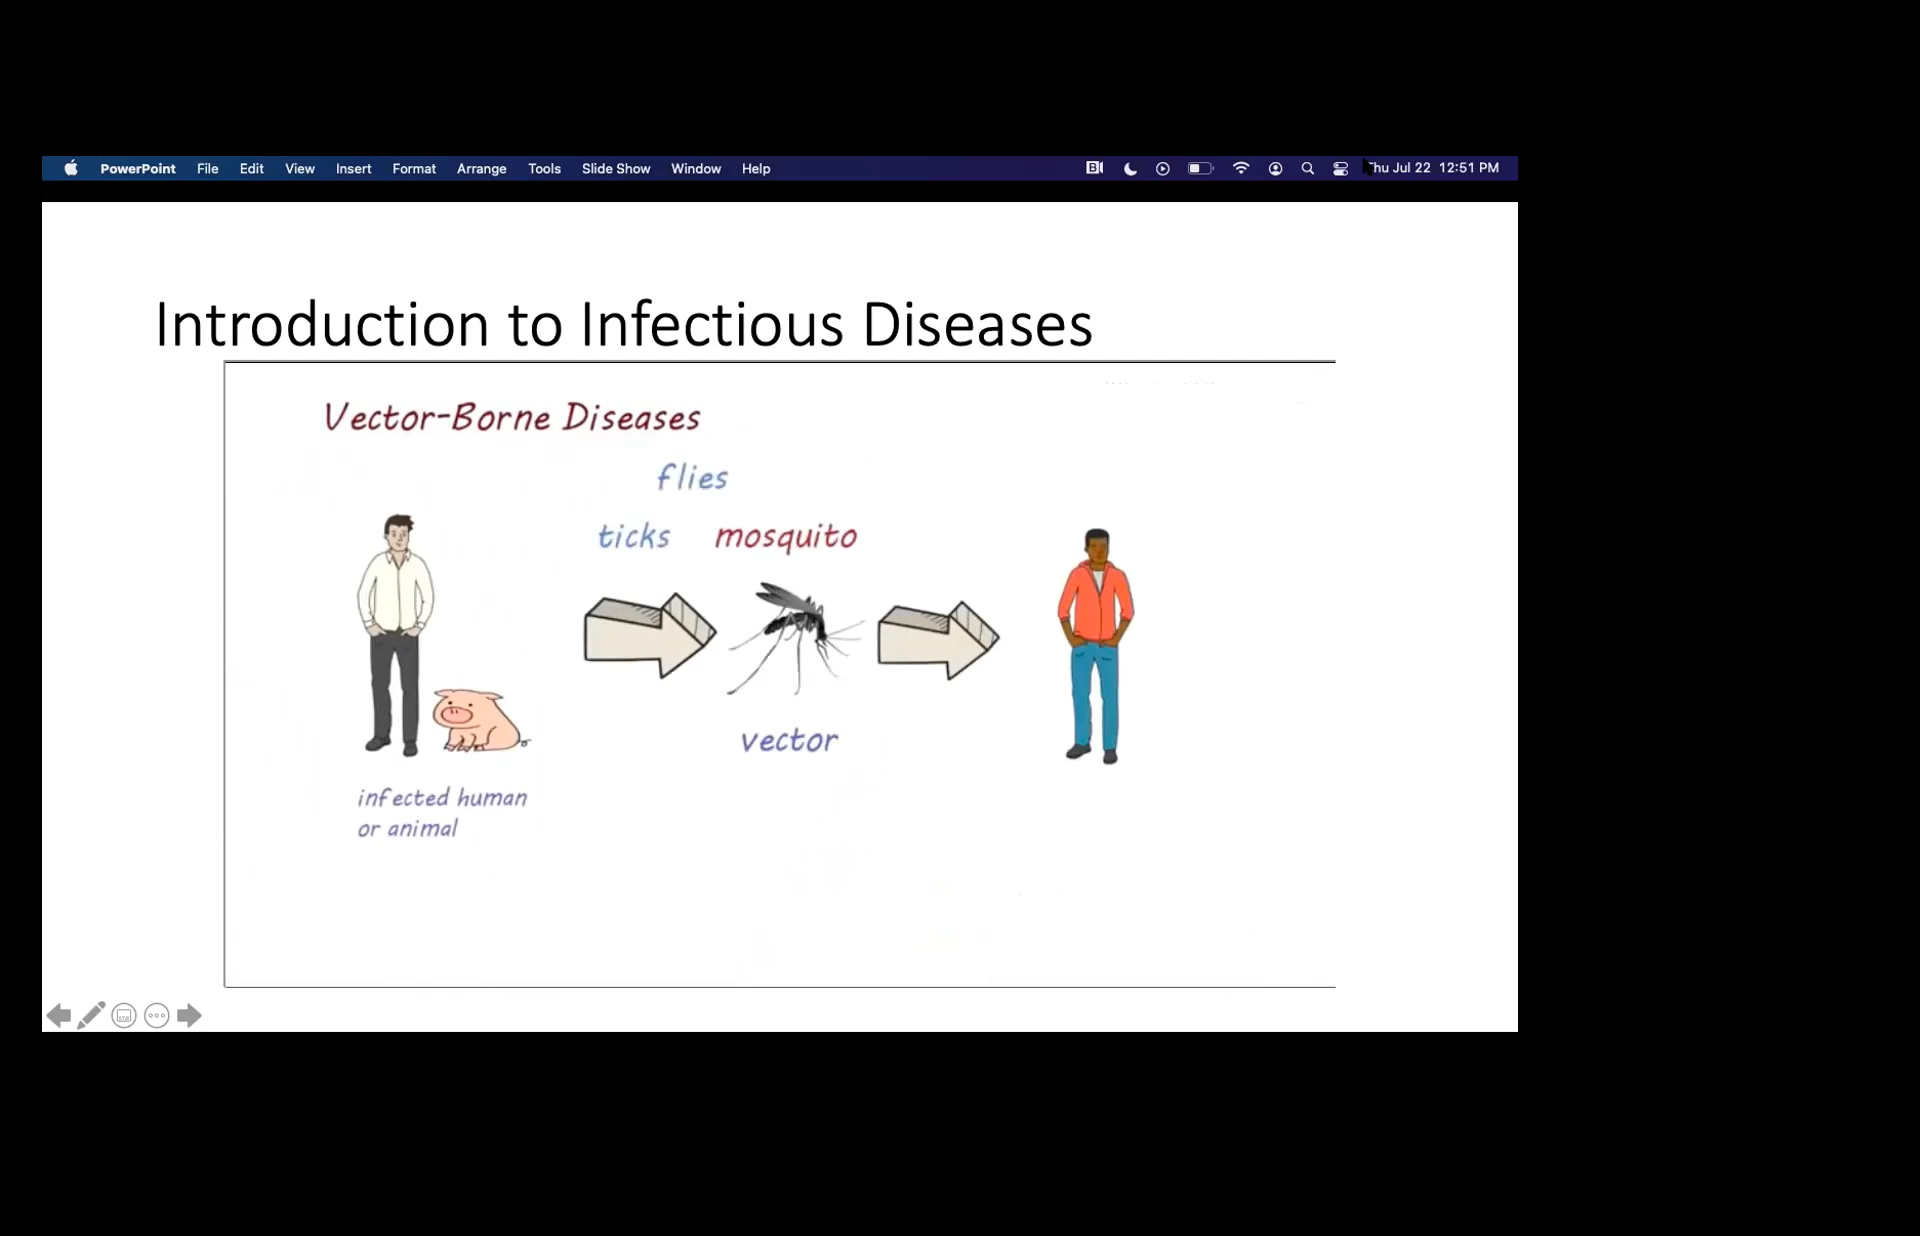 PowerPoint File Edit View Insert Format Arrange Tools Slide Show Window Help Thu Jul 22 12:51 PM
Introduction to Infectious Diseases
Vector-Borne Diseases
flies
ticks mosquito
vector
infected human
or animal